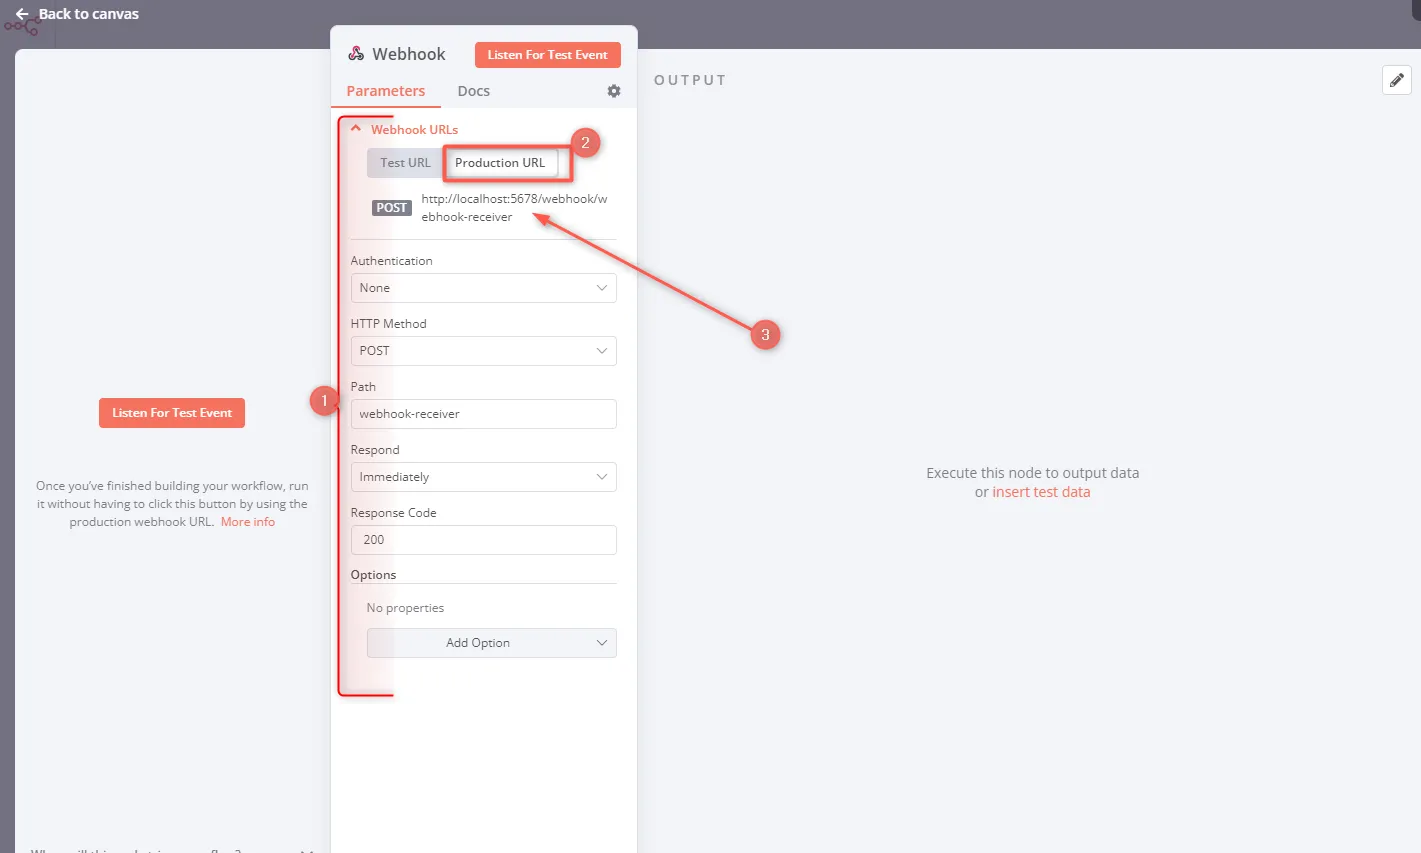 Back to canvas
Webhook
Listen For Test Event
Parameters
Docs
OUTPUT
Webhook URLs
2
Test URL
Production URL
POST
http://localhost:5678/webhook/w
ebhook-receiver
Authentication
None
3
HTTP Method
POST
Path
1
webhook-receiver
Listen For Test Event
Respond
Immediately
Once you've finished building your workflow, run
it without having to click this button by using the
production webhook URL. More info
Execute this node to output data
or insert test data
Response Code
200
Options
No properties
Add Option